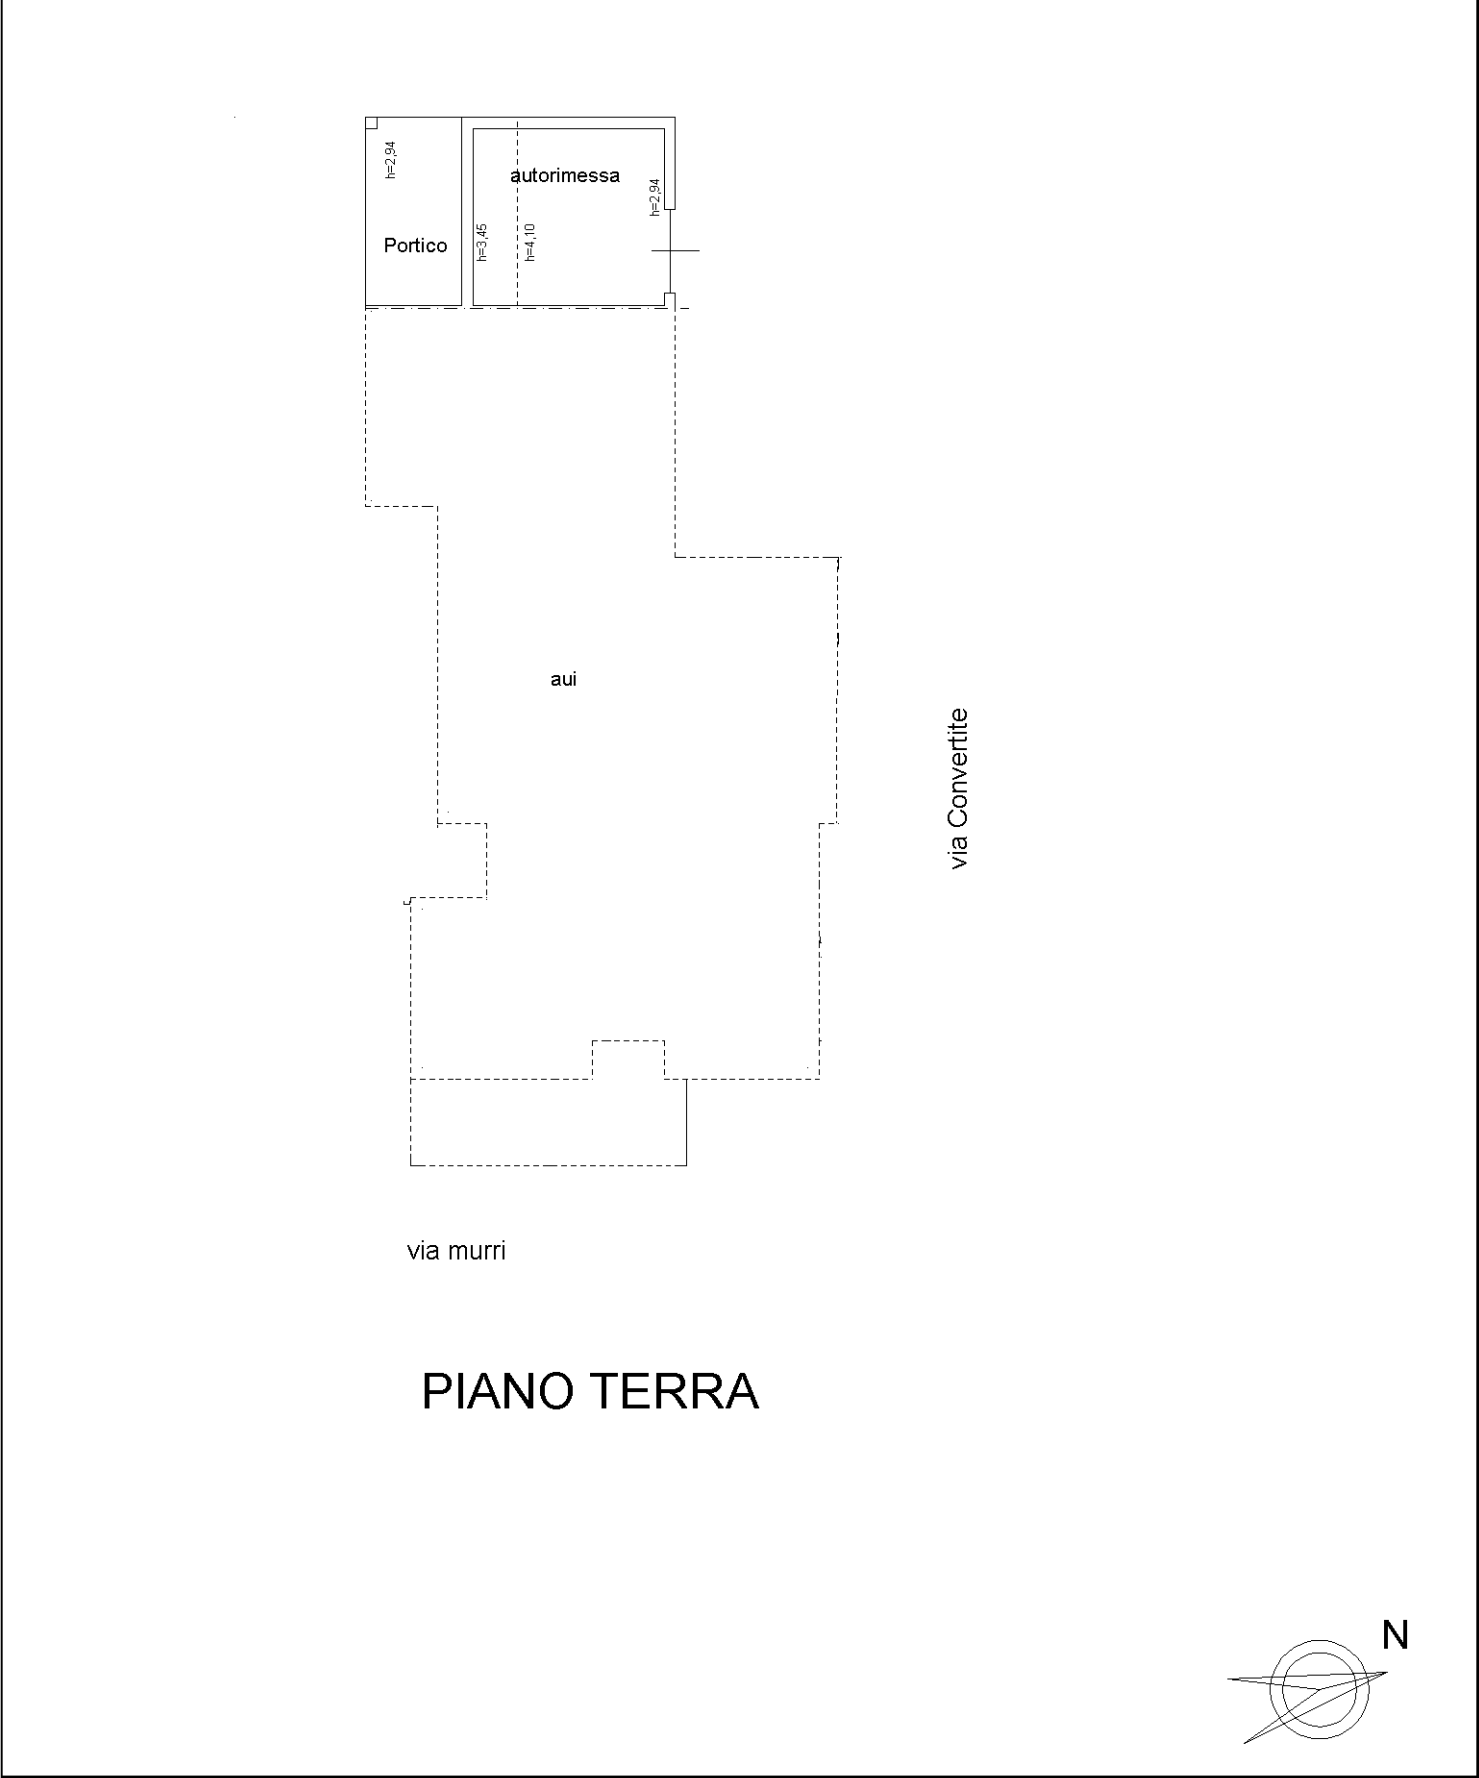 h=2,94
autorimessa
h=2,94
Portico
h=3,45
h=4,10
aui
via Convertite
via murri
PIANO TERRA
N